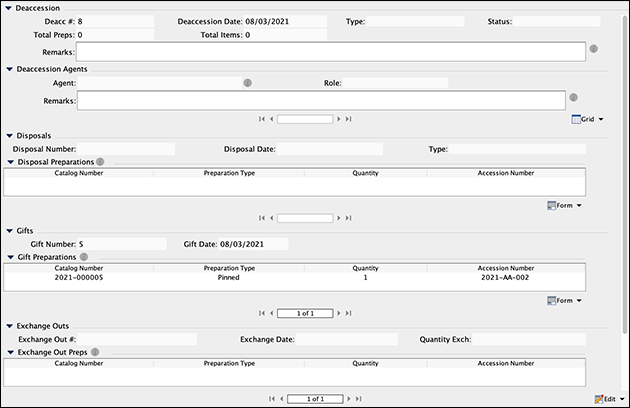 Deaccession
Deacc #: 8 Deaccession Date: 08/03/2021 Type: Status:
Total Preps: 0 Total Items: 0
Remarks:
Deaccession Agents
Agent: Role:
Remarks:
Grid
Disposals
Disposal Number: Disposal Date: Type:
Disposal Preparations
Catalog Number Preparation Type Quantity Accession Number
Form
Gifts
Gift Number: 5 Gift Date: 08/03/2021
Gift Preparations
Catalog Number Preparation Type Quantity Accession Number
2021-000005 Pinned 1 2021-AA-002
1 of 1
Form
Exchange Outs
Exchange Out #: Exchange Date: Quantity Exch:
Exchange Out Preps
Catalog Number Preparation Type Quantity Accession Number
1 of 1
Edit